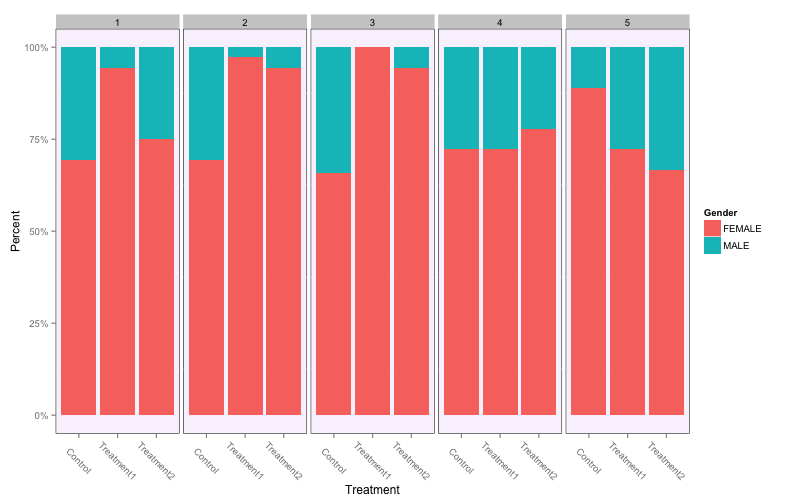 1 2 3 4 5
100%
75%
50%
25%
0%
Percent
Control Treatment1 Treatment2 Control Treatment1 Treatment2 Control Treatment1 Treatment2 Control Treatment1 Treatment2 Control Treatment1 Treatment2
Treatment
Gender
FEMALE
MALE